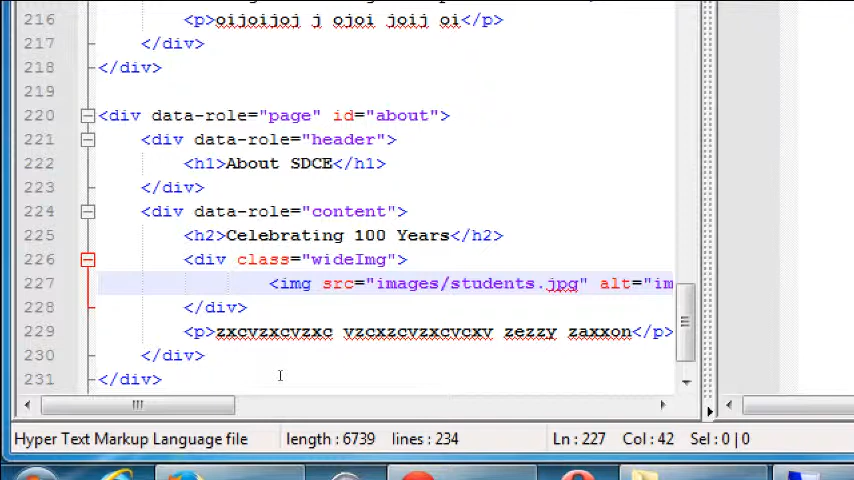 216 <p>oijoijoj j ojoi joij oi</p>
217 </div>
218 </div>
219
220 <div data-role="page" id="about">
221 <div data-role="header">
222 <h1>About SDCE</h1>
223 </div>
224 <div data-role="content">
225 <h2>Celebrating 100 Years</h2>
226 <div class="wideImg">
227 <img src="images/students.jpg" alt="im
228 </div>
229 <p>zxcvzxcvzxc vzcxzcvzxcvcxv zezzy zaxxon</p>
230 </div>
231 </div>
Hyper Text Markup Language file length : 6739 lines : 234 Ln : 227 Col : 42 Sel : 0 | 0